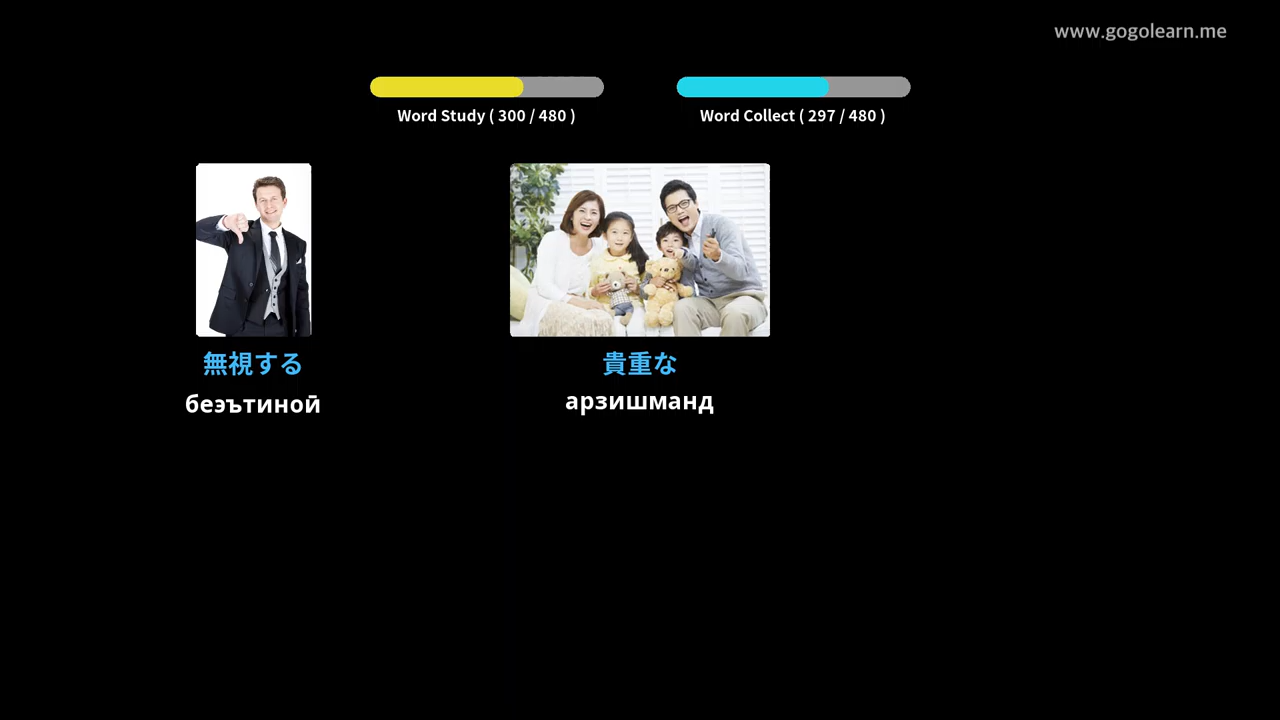 www.gogolearn.me
Word Study ( 300 / 480 )
Word Collect ( 297 / 480 )
無視する
беэътиной
貴重な
арзишманд